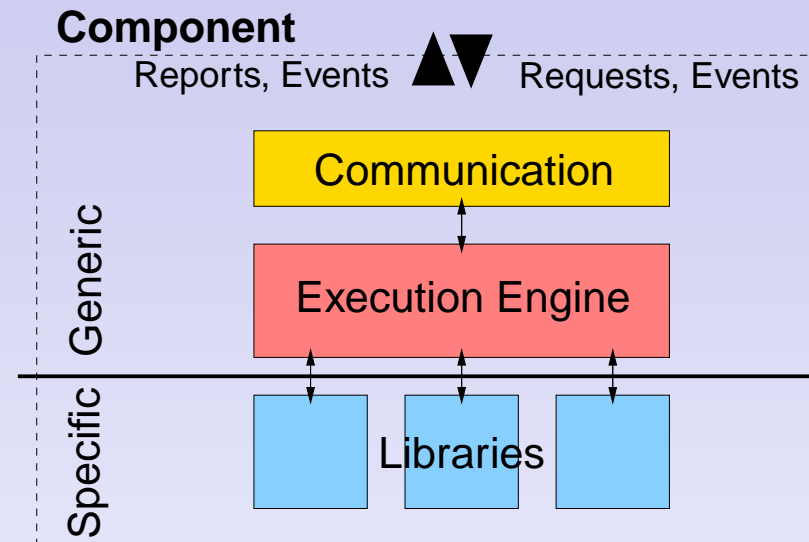 Component
Reports, Events
Requests, Events
Communication
Generic
Execution Engine
Specific
Libraries